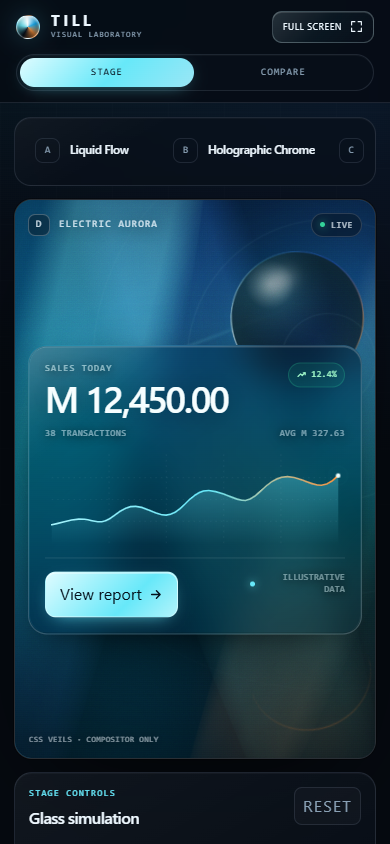 TILL
VISUAL LABORATORY
FULL SCREEN
STAGE
COMPARE
A Liquid Flow
B Holographic Chrome
C
D ELECTRIC AURORA
LIVE
SALES TODAY
12.4%
M 12,450.00
38 TRANSACTIONS
AVG M 327.63
View report →
ILLUSTRATIVE
DATA
CSS VEILS · COMPOSITOR ONLY
STAGE CONTROLS
Glass simulation
RESET